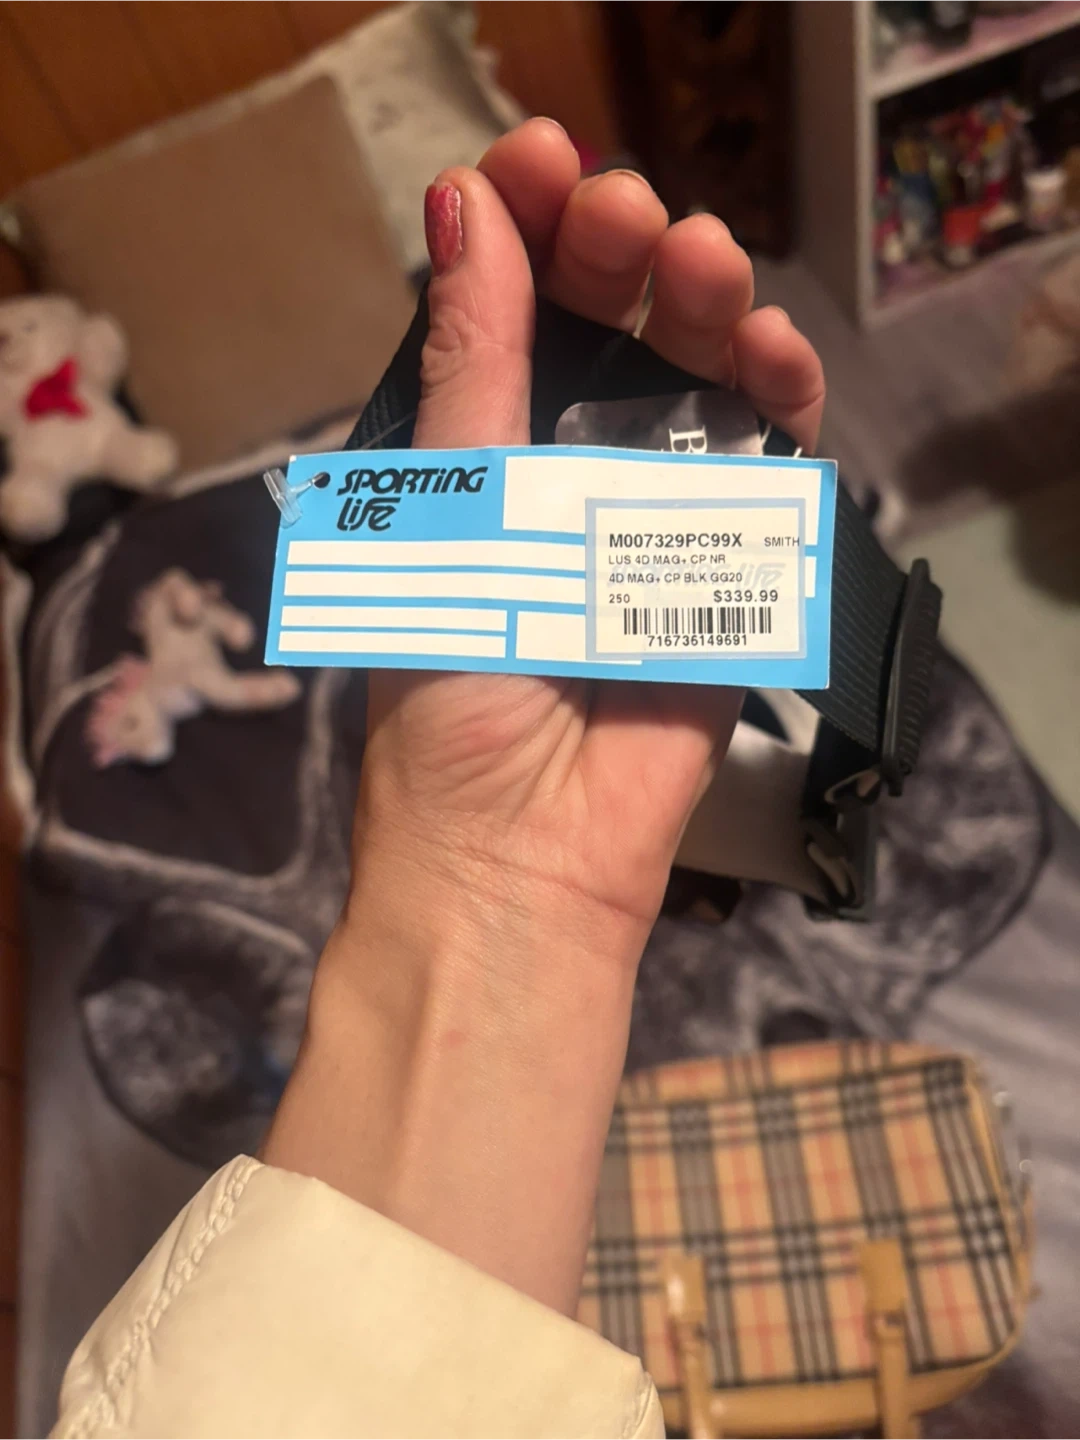 SPORTiNG
Life
M007329PC99X SMITH
LUS 4D MAG+ CP NR
4D MAG+ CP BLK GG20
250 $339.99
716736149691